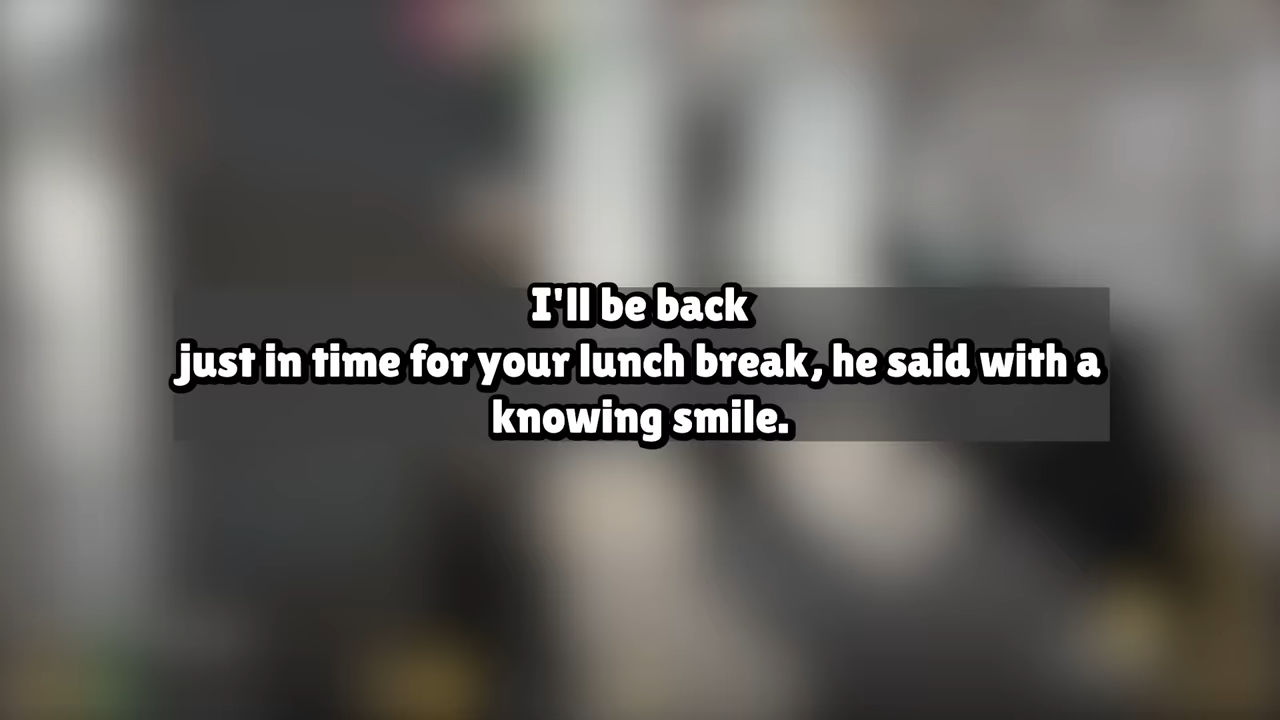 I'll be back
just in time for your lunch break, he said with a
knowing smile.